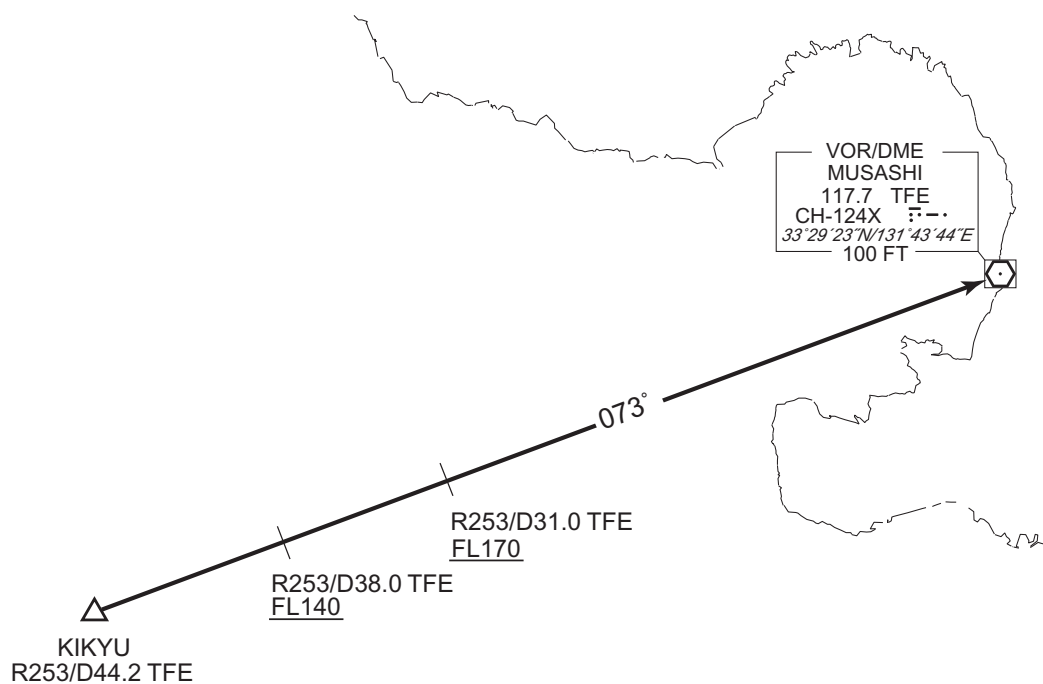 VOR/DME
MUSASHI
117.7 TFE
CH-124X
33°29′23″N/131°43′44″E
100 FT
073°
R253/D31.0 TFE
FL170
R253/D38.0 TFE
FL140
KIKYU
R253/D44.2 TFE